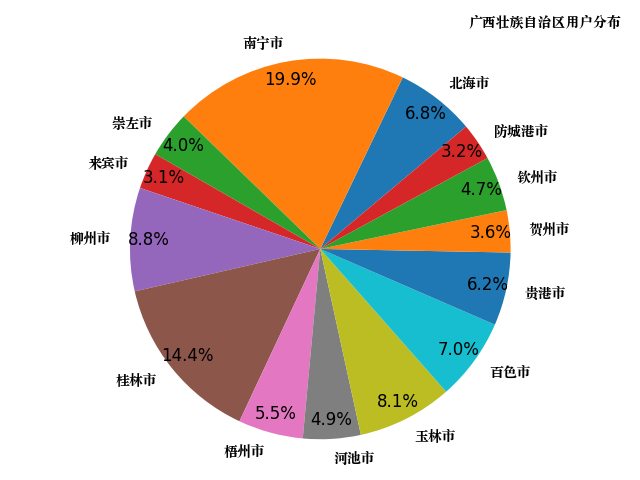 广西壮族自治区用户分布
南宁市
19.9%
北海市
6.8%
防城港市
3.2%
钦州市
4.7%
贺州市
3.6%
贵港市
6.2%
百色市
7.0%
玉林市
8.1%
河池市
4.9%
梧州市
5.5%
桂林市
14.4%
柳州市
8.8%
来宾市
3.1%
崇左市
4.0%